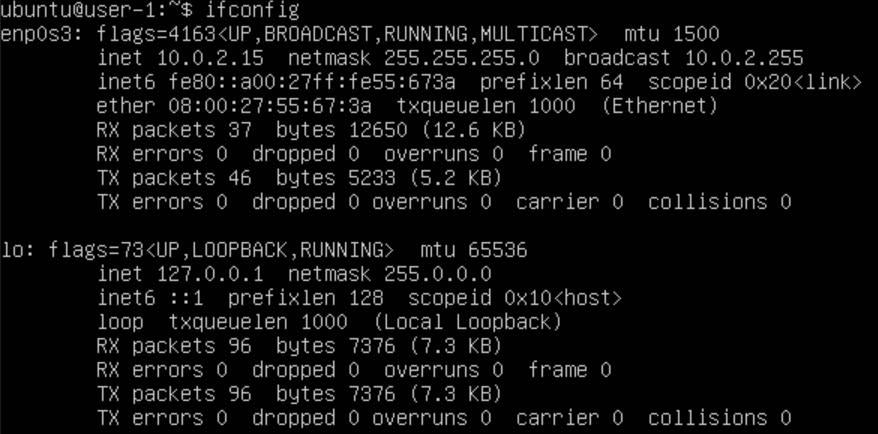 ubuntu@user-1:~$ ifconfig
enp0s3: flags=4163<UP,BROADCAST,RUNNING,MULTICAST>  mtu 1500
        inet 10.0.2.15  netmask 255.255.255.0  broadcast 10.0.2.255
        inet6 fe80::a00:27ff:fe55:673a  prefixlen 64  scopeid 0x20<link>
        ether 08:00:27:55:67:3a  txqueuelen 1000  (Ethernet)
        RX packets 37  bytes 12650 (12.6 KB)
        RX errors 0  dropped 0  overruns 0  frame 0
        TX packets 46  bytes 5233 (5.2 KB)
        TX errors 0  dropped 0 overruns 0  carrier 0  collisions 0

lo: flags=73<UP,LOOPBACK,RUNNING>  mtu 65536
        inet 127.0.0.1  netmask 255.0.0.0
        inet6 ::1  prefixlen 128  scopeid 0x10<host>
        loop  txqueuelen 1000  (Local Loopback)
        RX packets 96  bytes 7376 (7.3 KB)
        RX errors 0  dropped 0  overruns 0  frame 0
        TX packets 96  bytes 7376 (7.3 KB)
        TX errors 0  dropped 0 overruns 0  carrier 0  collisions 0